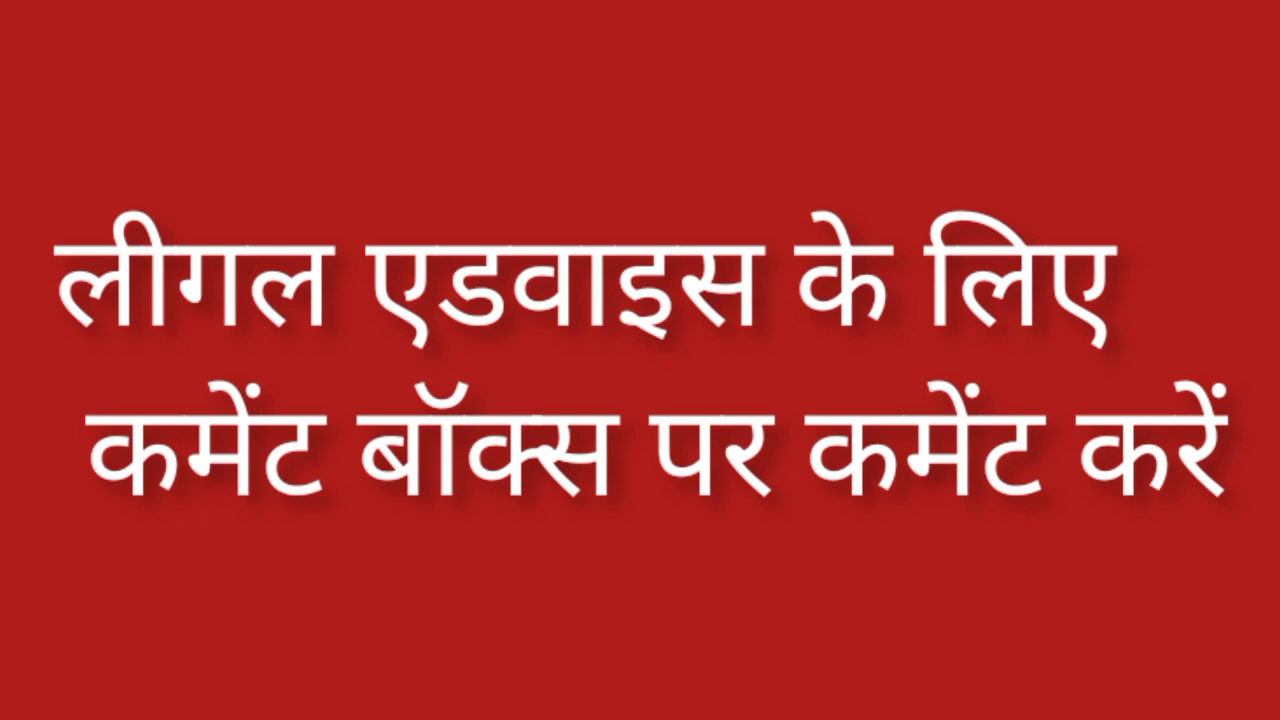 लीगल एडवाइस के लिए
कमेंट बॉक्स पर कमेंट करें